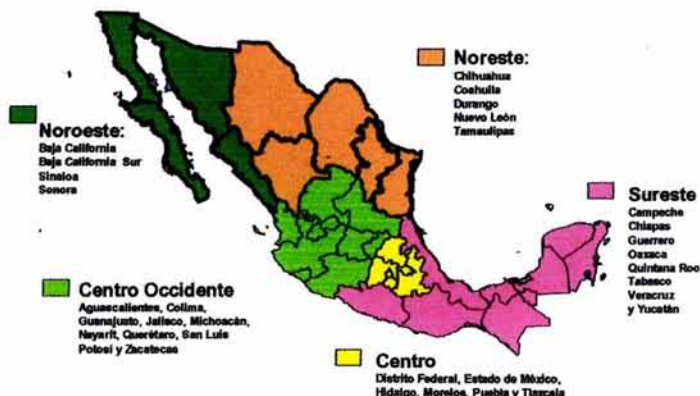 Noreste:
Chihuahua
Coahuila
Durango
Nuevo León
Tamaulipas
Noroeste:
Baja California
Baja California Sur
Sinaloa
Sonora
Sureste
Campeche
Chiapas
Guerrero
Oaxaca
Quintana Roo
Tabasco
Veracruz
y Yucatán
Centro Occidente
Aguascalientes, Colima,
Guanajuato, Jalisco, Michoacán,
Nayarit, Querétaro, San Luis
Potosi y Zacatecas
Centro
Distrito Federal, Estado de México,
Hidalgo, Morelos, Puebla y Tlaxcala